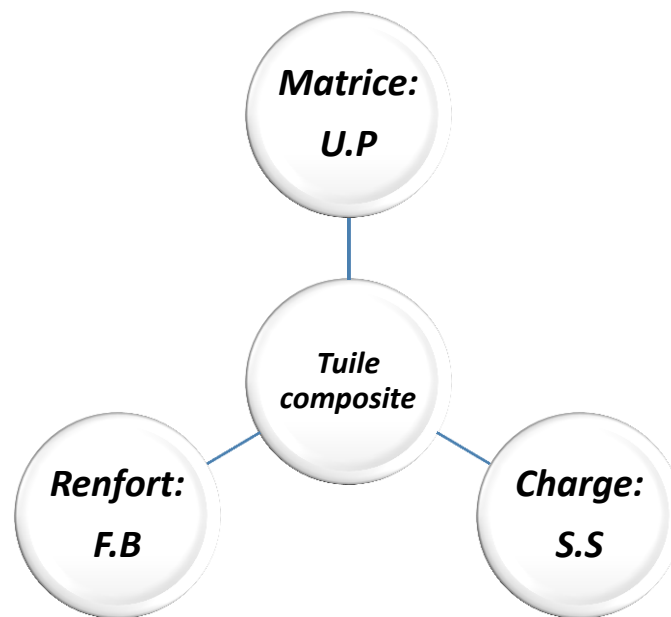 Matrice:
U.P
Tuile
composite
Renfort:
F.B
Charge:
S.S